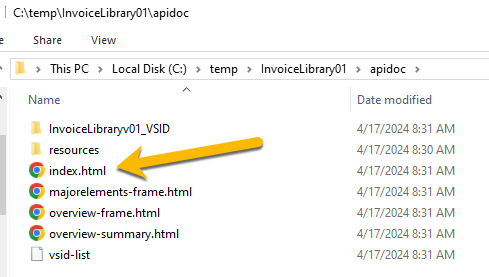 C:\temp\InvoiceLibrary01\apidoc
This PC > Local Disk (C:) > temp > InvoiceLibrary01 > apidoc >
Name Date modified
InvoiceLibraryv01_VSID 4/17/2024 8:31 AM
resources 4/17/2024 8:30 AM
index.html 4/17/2024 8:31 AM
majorelements-frame.html 4/17/2024 8:31 AM
overview-frame.html 4/17/2024 8:31 AM
overview-summary.html 4/17/2024 8:31 AM
vsid-list 4/17/2024 8:31 AM